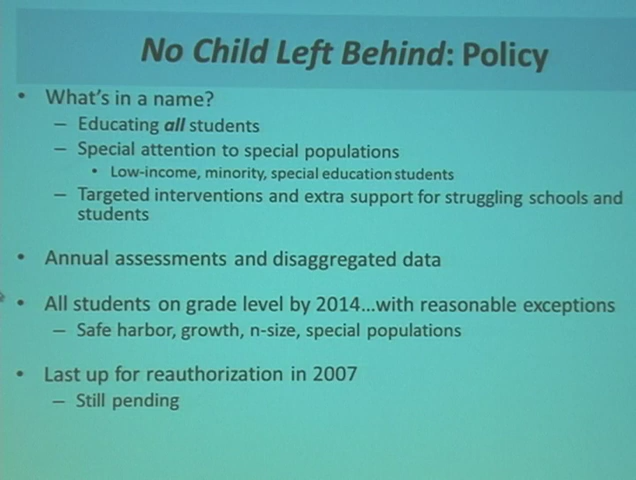 No Child Left Behind: Policy
• What's in a name?
– Educating all students
– Special attention to special populations
• Low-income, minority, special education students
– Targeted interventions and extra support for struggling schools and
students
• Annual assessments and disaggregated data
• All students on grade level by 2014...with reasonable exceptions
– Safe harbor, growth, n-size, special populations
• Last up for reauthorization in 2007
– Still pending